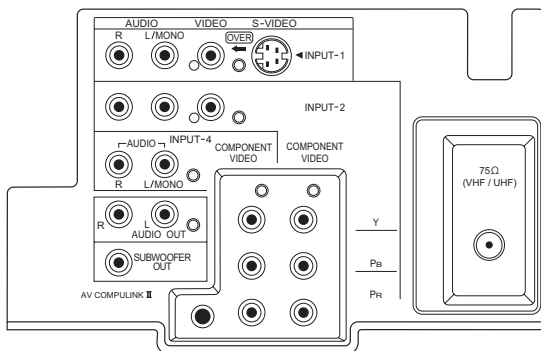 AUDIO VIDEO S-VIDEO
R L/MONO OVER
INPUT-1
INPUT-2
INPUT-4
AUDIO
R L/MONO
COMPONENT VIDEO COMPONENT VIDEO
75Ω
(VHF / UHF)
R L
AUDIO OUT
Y
SUBWOOFER
OUT
PB
AV COMPULINK II
PR